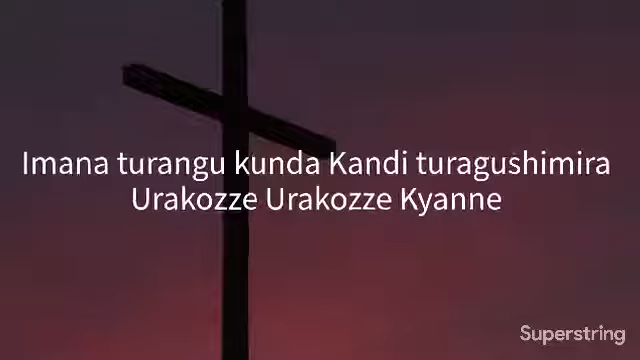 Imana turangu kunda Kandi turagushimira
Urakozze Urakozze Kyanne
Superstring